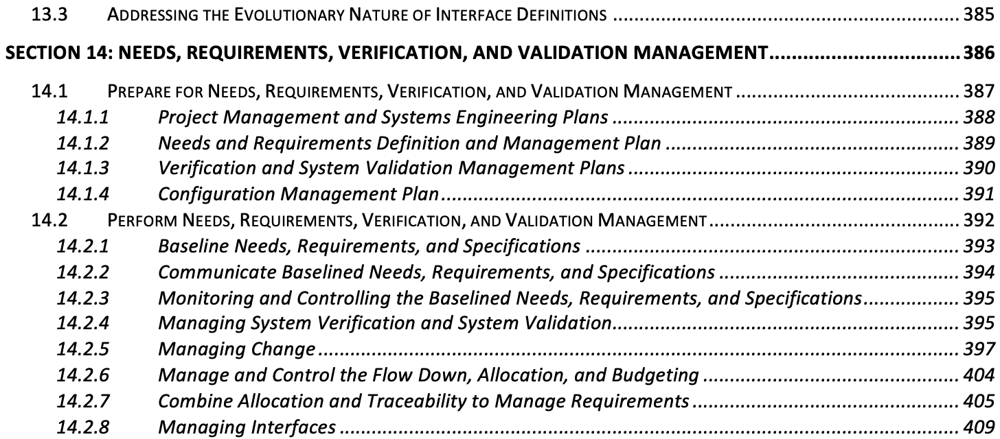 13.3 Addressing the Evolutionary Nature of Interface Definitions ........ 385
SECTION 14: NEEDS, REQUIREMENTS, VERIFICATION, AND VALIDATION MANAGEMENT ........ 386
14.1 Prepare for Needs, Requirements, Verification, and Validation Management ........ 387
14.1.1 Project Management and Systems Engineering Plans ........ 388
14.1.2 Needs and Requirements Definition and Management Plan ........ 389
14.1.3 Verification and System Validation Management Plans ........ 390
14.1.4 Configuration Management Plan ........ 391
14.2 Perform Needs, Requirements, Verification, and Validation Management ........ 392
14.2.1 Baseline Needs, Requirements, and Specifications ........ 393
14.2.2 Communicate Baselined Needs, Requirements, and Specifications ........ 394
14.2.3 Monitoring and Controlling the Baselined Needs, Requirements, and Specifications ........ 395
14.2.4 Managing System Verification and System Validation ........ 395
14.2.5 Managing Change ........ 397
14.2.6 Manage and Control the Flow Down, Allocation, and Budgeting ........ 404
14.2.7 Combine Allocation and Traceability to Manage Requirements ........ 405
14.2.8 Managing Interfaces ........ 409